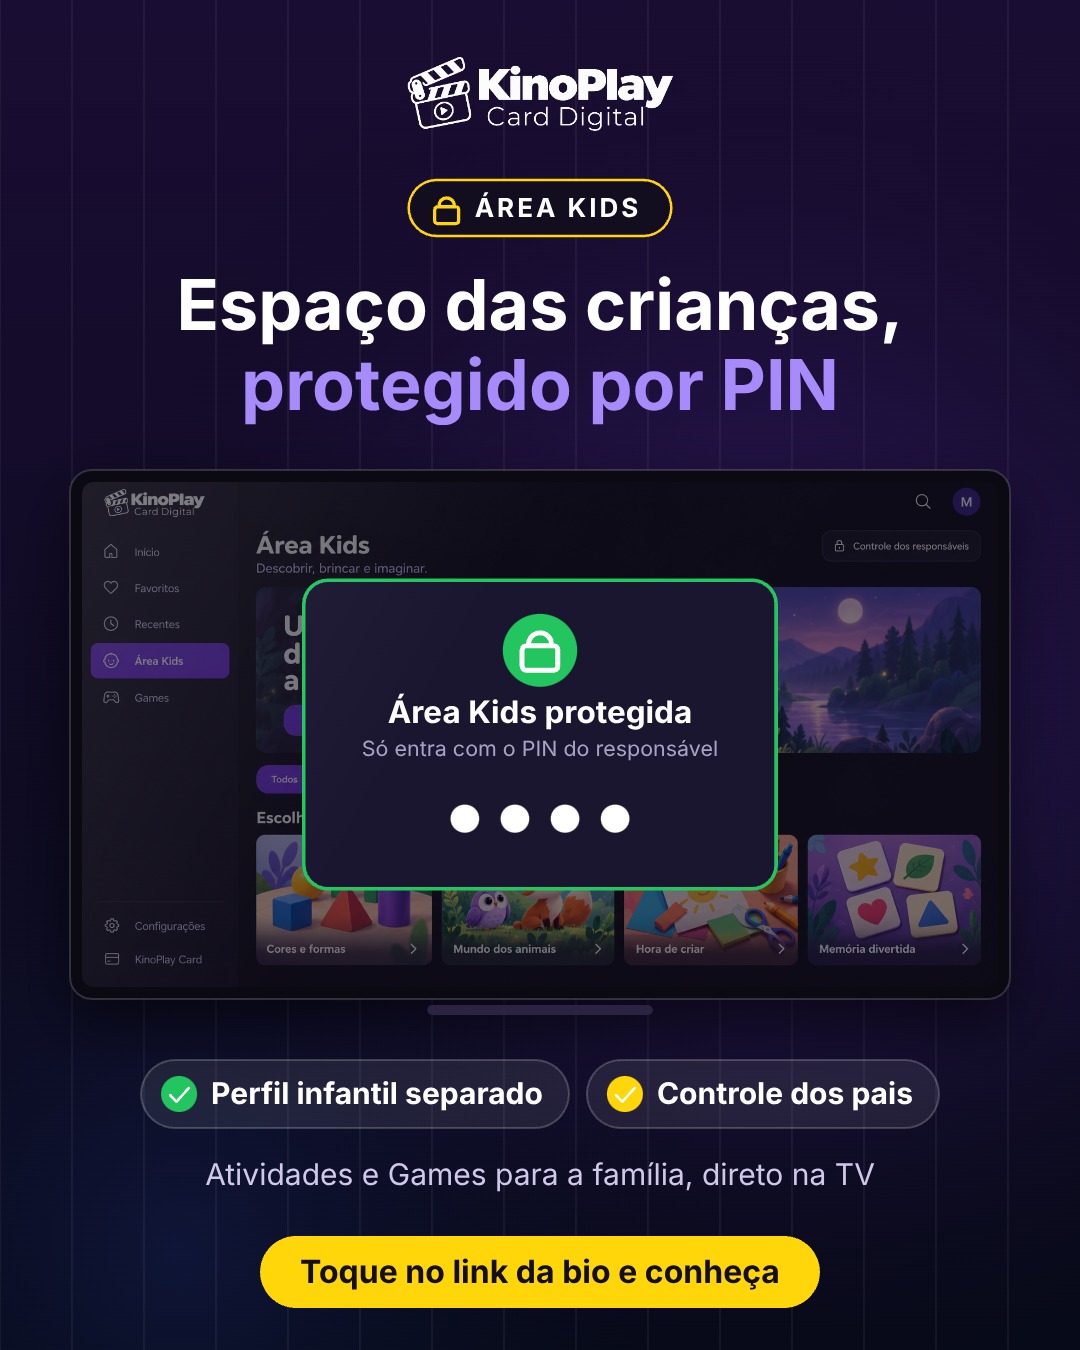 KinoPlay
Card Digital
ÁREA KIDS
Espaço das crianças,
protegido por PIN
KinoPlay
Card Digital
M
Início
Favoritos
Recentes
Área Kids
Games
Configurações
KinoPlay Card
Área Kids
Descobrir, brincar e imaginar.
Controle dos responsáveis
U
d
a
Todos
Escolh
Área Kids protegida
Só entra com o PIN do responsável
Cores e formas
Mundo dos animais
Hora de criar
Memória divertida
Perfil infantil separado
Controle dos pais
Atividades e Games para a família, direto na TV
Toque no link da bio e conheça